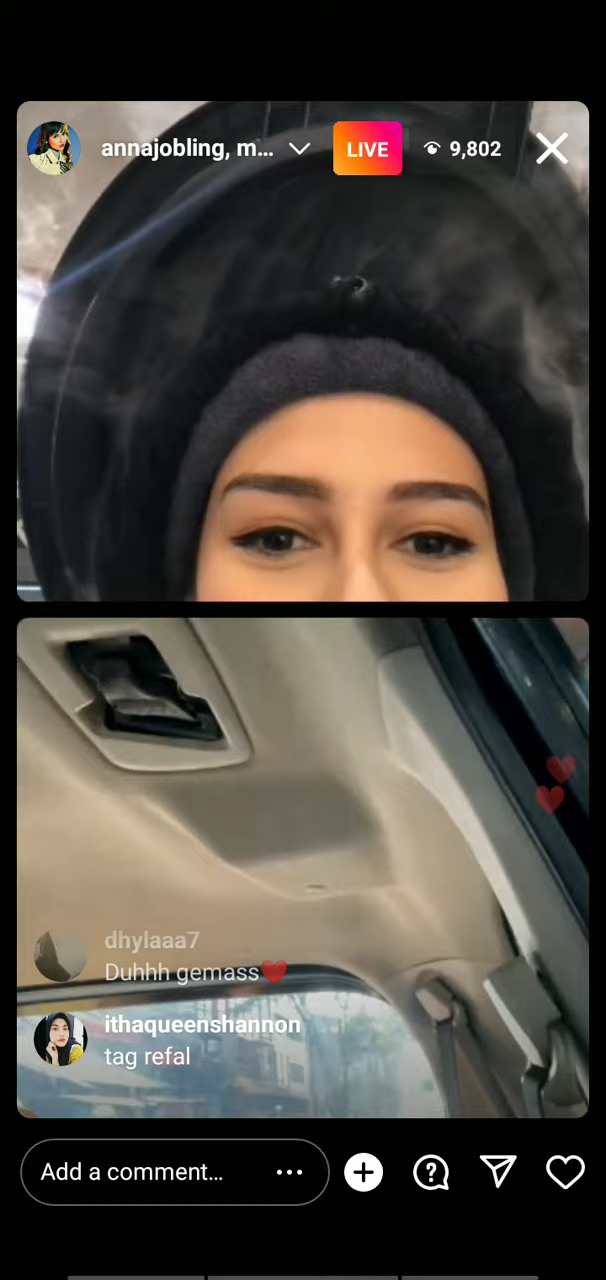 annajobling, m...
LIVE
9,802
dhylaaa7
Duhhh gemass❤️
ithaqueenshannon
tag refal
Add a comment...